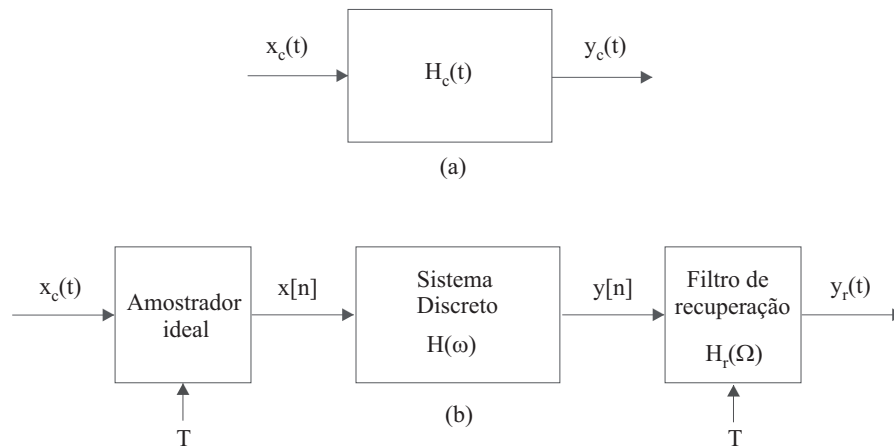 x_c(t)
H_c(t)
y_c(t)
(a)
x_c(t)
Amostrador
ideal
x[n]
Sistema
Discreto
H(ω)
y[n]
Filtro de
recuperação
H_r(Ω)
y_r(t)
T
(b)
T